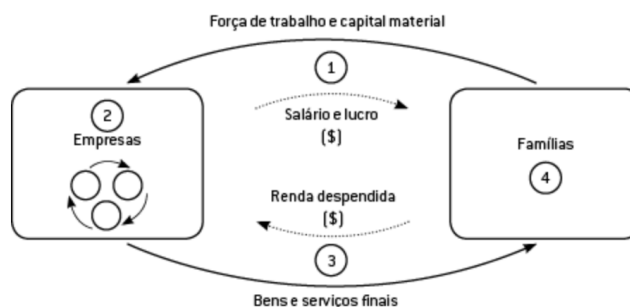 Força de trabalho e capital material
1
2
Empresas
Salário e lucro
($)
Famílias
4
Renda despendida
($)
3
Bens e serviços finais